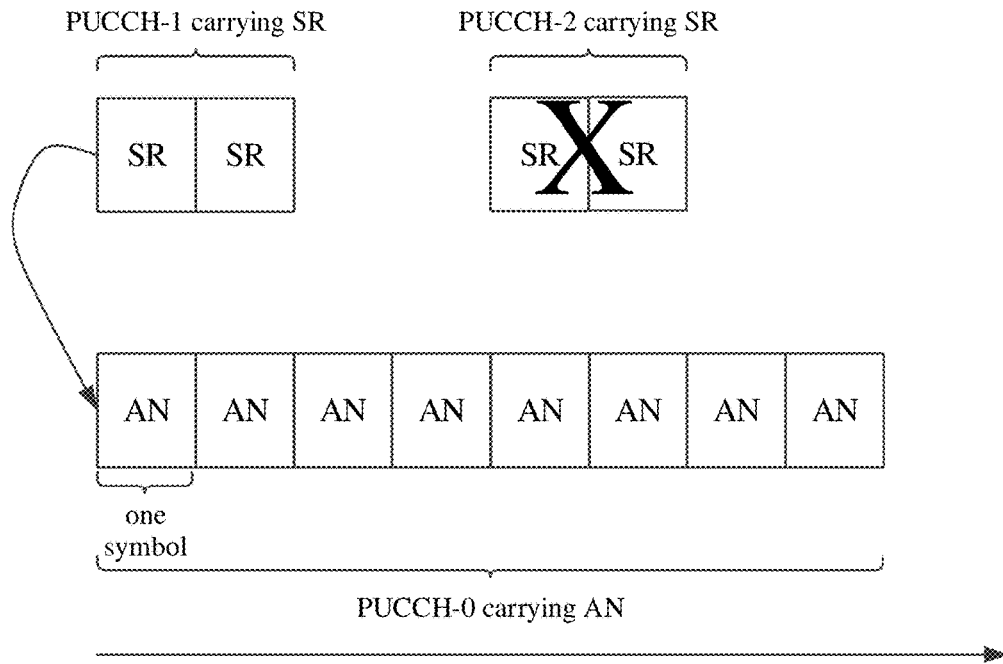 PUCCH-1 carrying SR
PUCCH-2 carrying SR
SR SR
SR X SR
AN AN AN AN AN AN AN AN
one
symbol
PUCCH-0 carrying AN